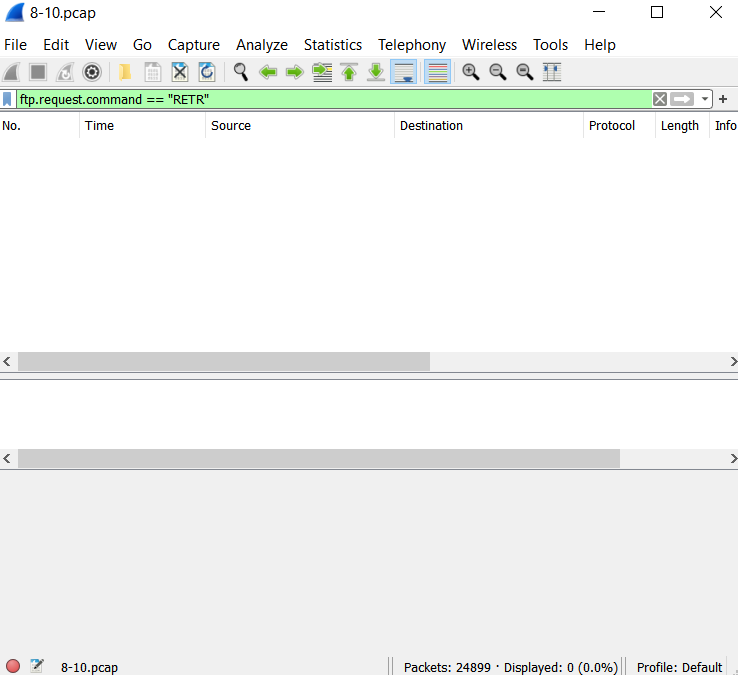 8-10.pcap
File Edit View Go Capture Analyze Statistics Telephony Wireless Tools Help
ftp.request.command == "RETR"
No. Time Source Destination Protocol Length Info
8-10.pcap Packets: 24899 · Displayed: 0 (0.0%) Profile: Default